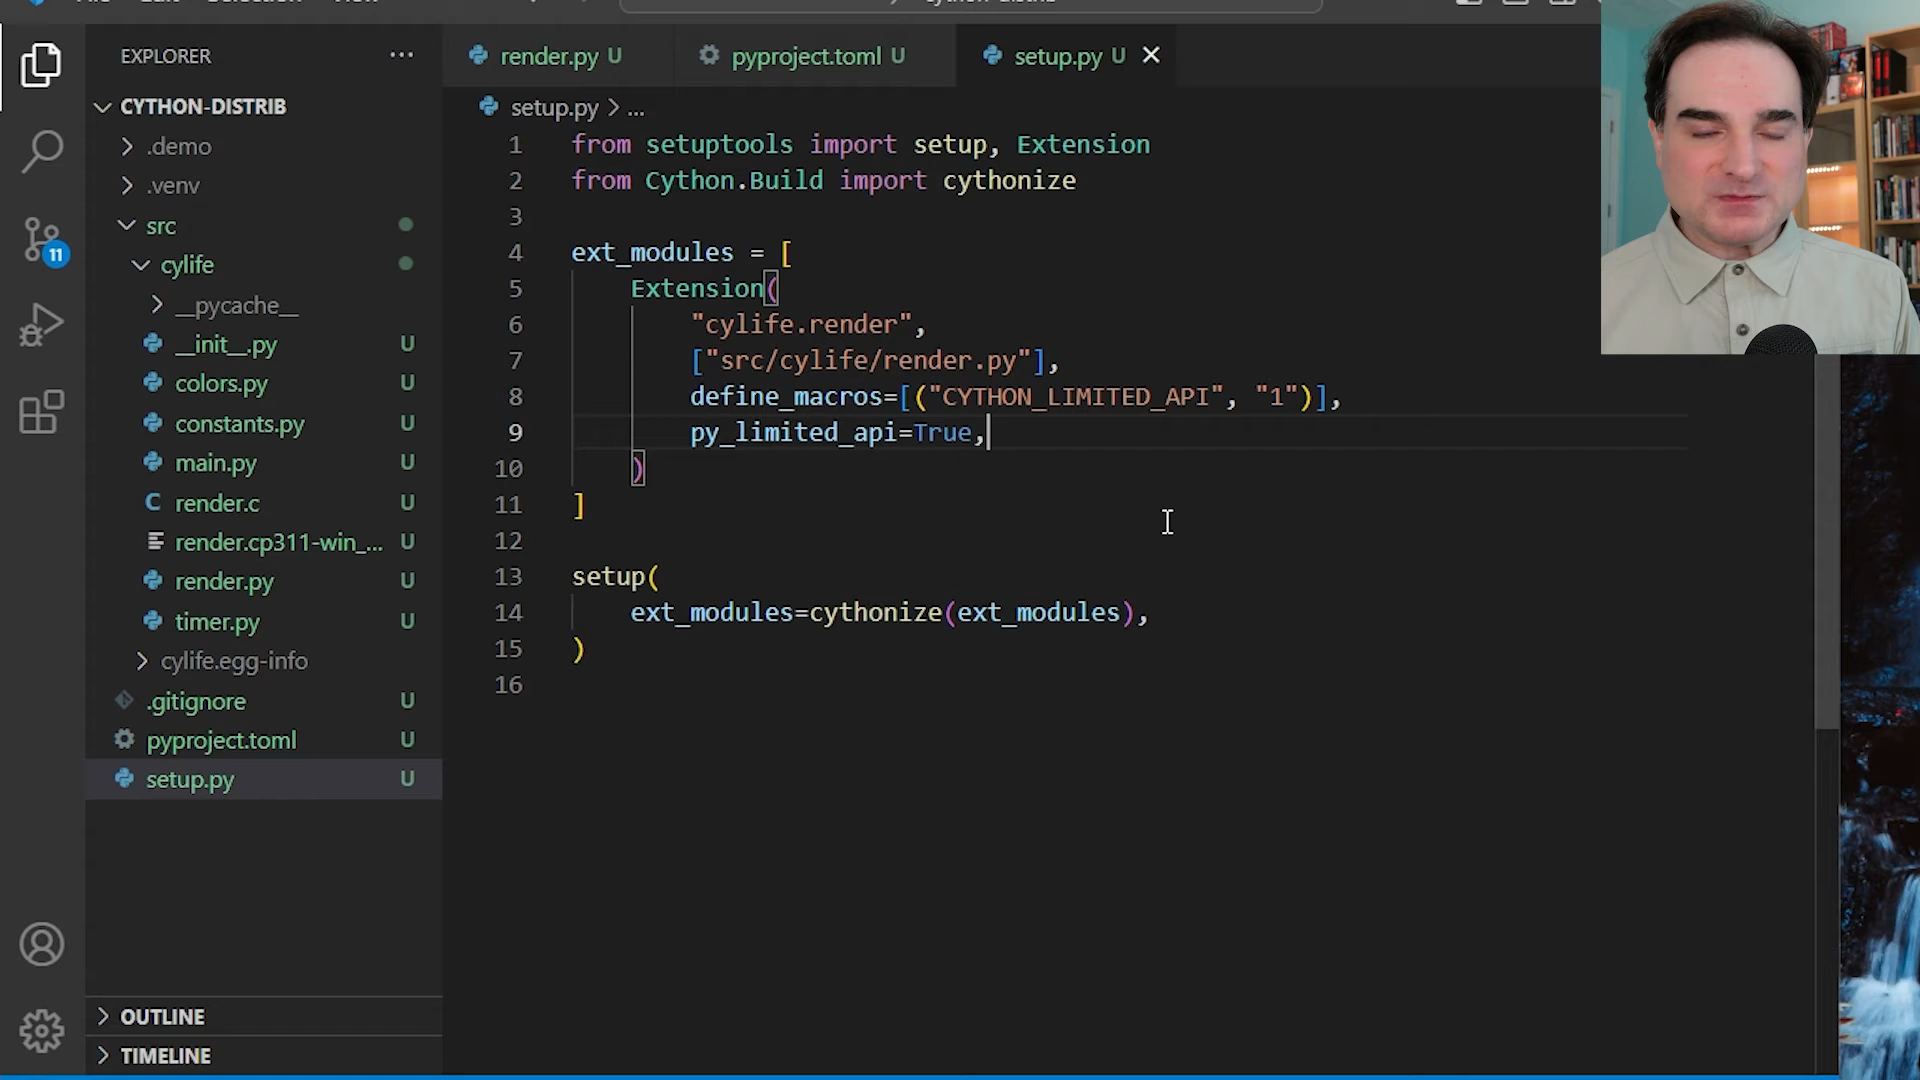 EXPLORER
CYTHON-DISTRIB
.demo
.venv
src
cylife
__pycache__
__init__.py U
colors.py U
constants.py U
main.py U
render.c U
render.cp311-win_... U
render.py U
timer.py U
cylife.egg-info
.gitignore U
pyproject.toml U
setup.py U
OUTLINE
TIMELINE
11
render.py U
pyproject.toml U
setup.py U
setup.py > ...
1 from setuptools import setup, Extension
2 from Cython.Build import cythonize
3
4 ext_modules = [
5 Extension(
6 "cylife.render",
7 ["src/cylife/render.py"],
8 define_macros=[("CYTHON_LIMITED_API", "1")],
9 py_limited_api=True,
10 )
11 ]
12
13 setup(
14 ext_modules=cythonize(ext_modules),
15 )
16